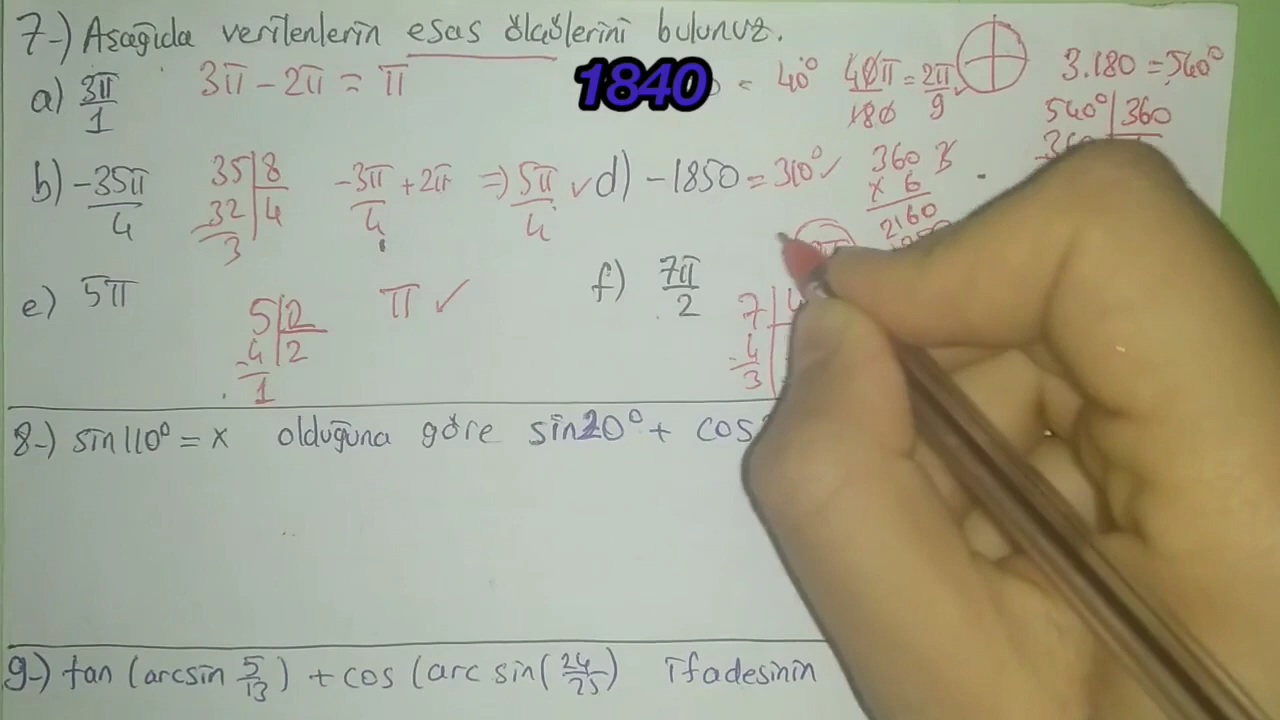 7-) Aşağıda verilenlerin esas ölçülerini bulunuz.
a) 3π/1 3π - 2π = π 1840 = 40° 40π/180 = 2π/9 3.180 = 540°
540° | 360
b) -35π/4 35 | 8 32 4 3 -3π/4 + 2π ⇒ 5π/4 ✓ d) -1850 = 310° ✓ 360 x 6 2160
e) 5π 5 | 2 -4 2 1 π ✓ f) 7π/2 7 | 4 -4 3
8-) sin110° = x olduğuna göre sin20° + cos
9-) tan (arcsin 5/13) + cos (arc sin(24/25) ifadesinin